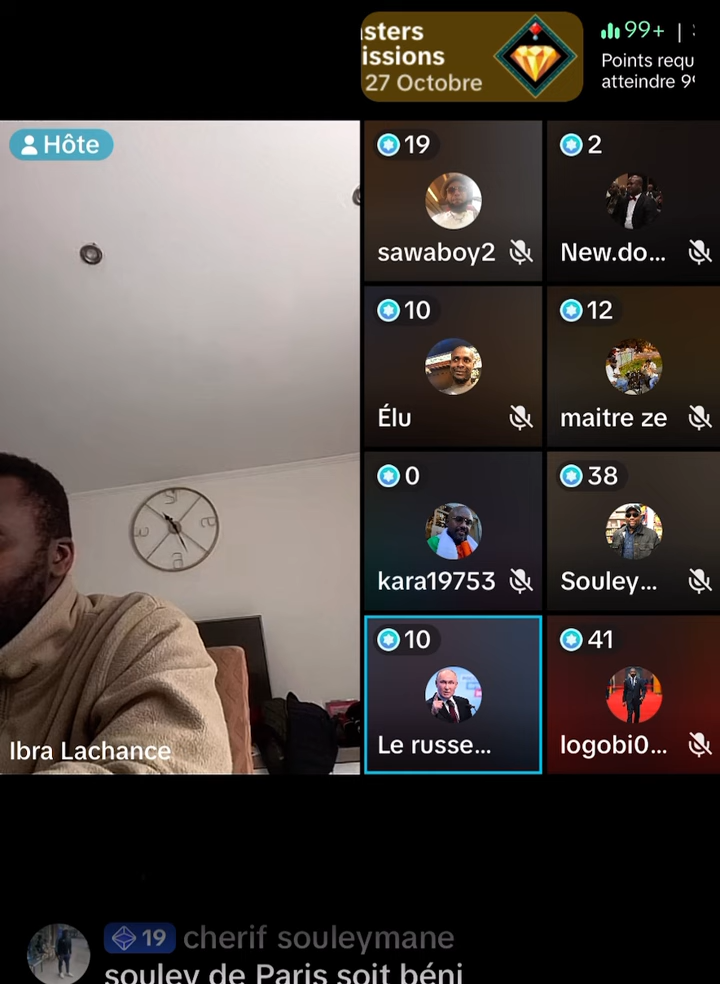 sters
issions
27 Octobre
99+ |
Points requ
atteindre 9
Hôte
19
sawaboy2
2
New.do...
10
Élu
12
maitre ze
0
kara19753
38
Souley...
10
Le russe...
41
logobi0...
Ibra Lachance
19 cherif souleymane
souley de Paris soit béni